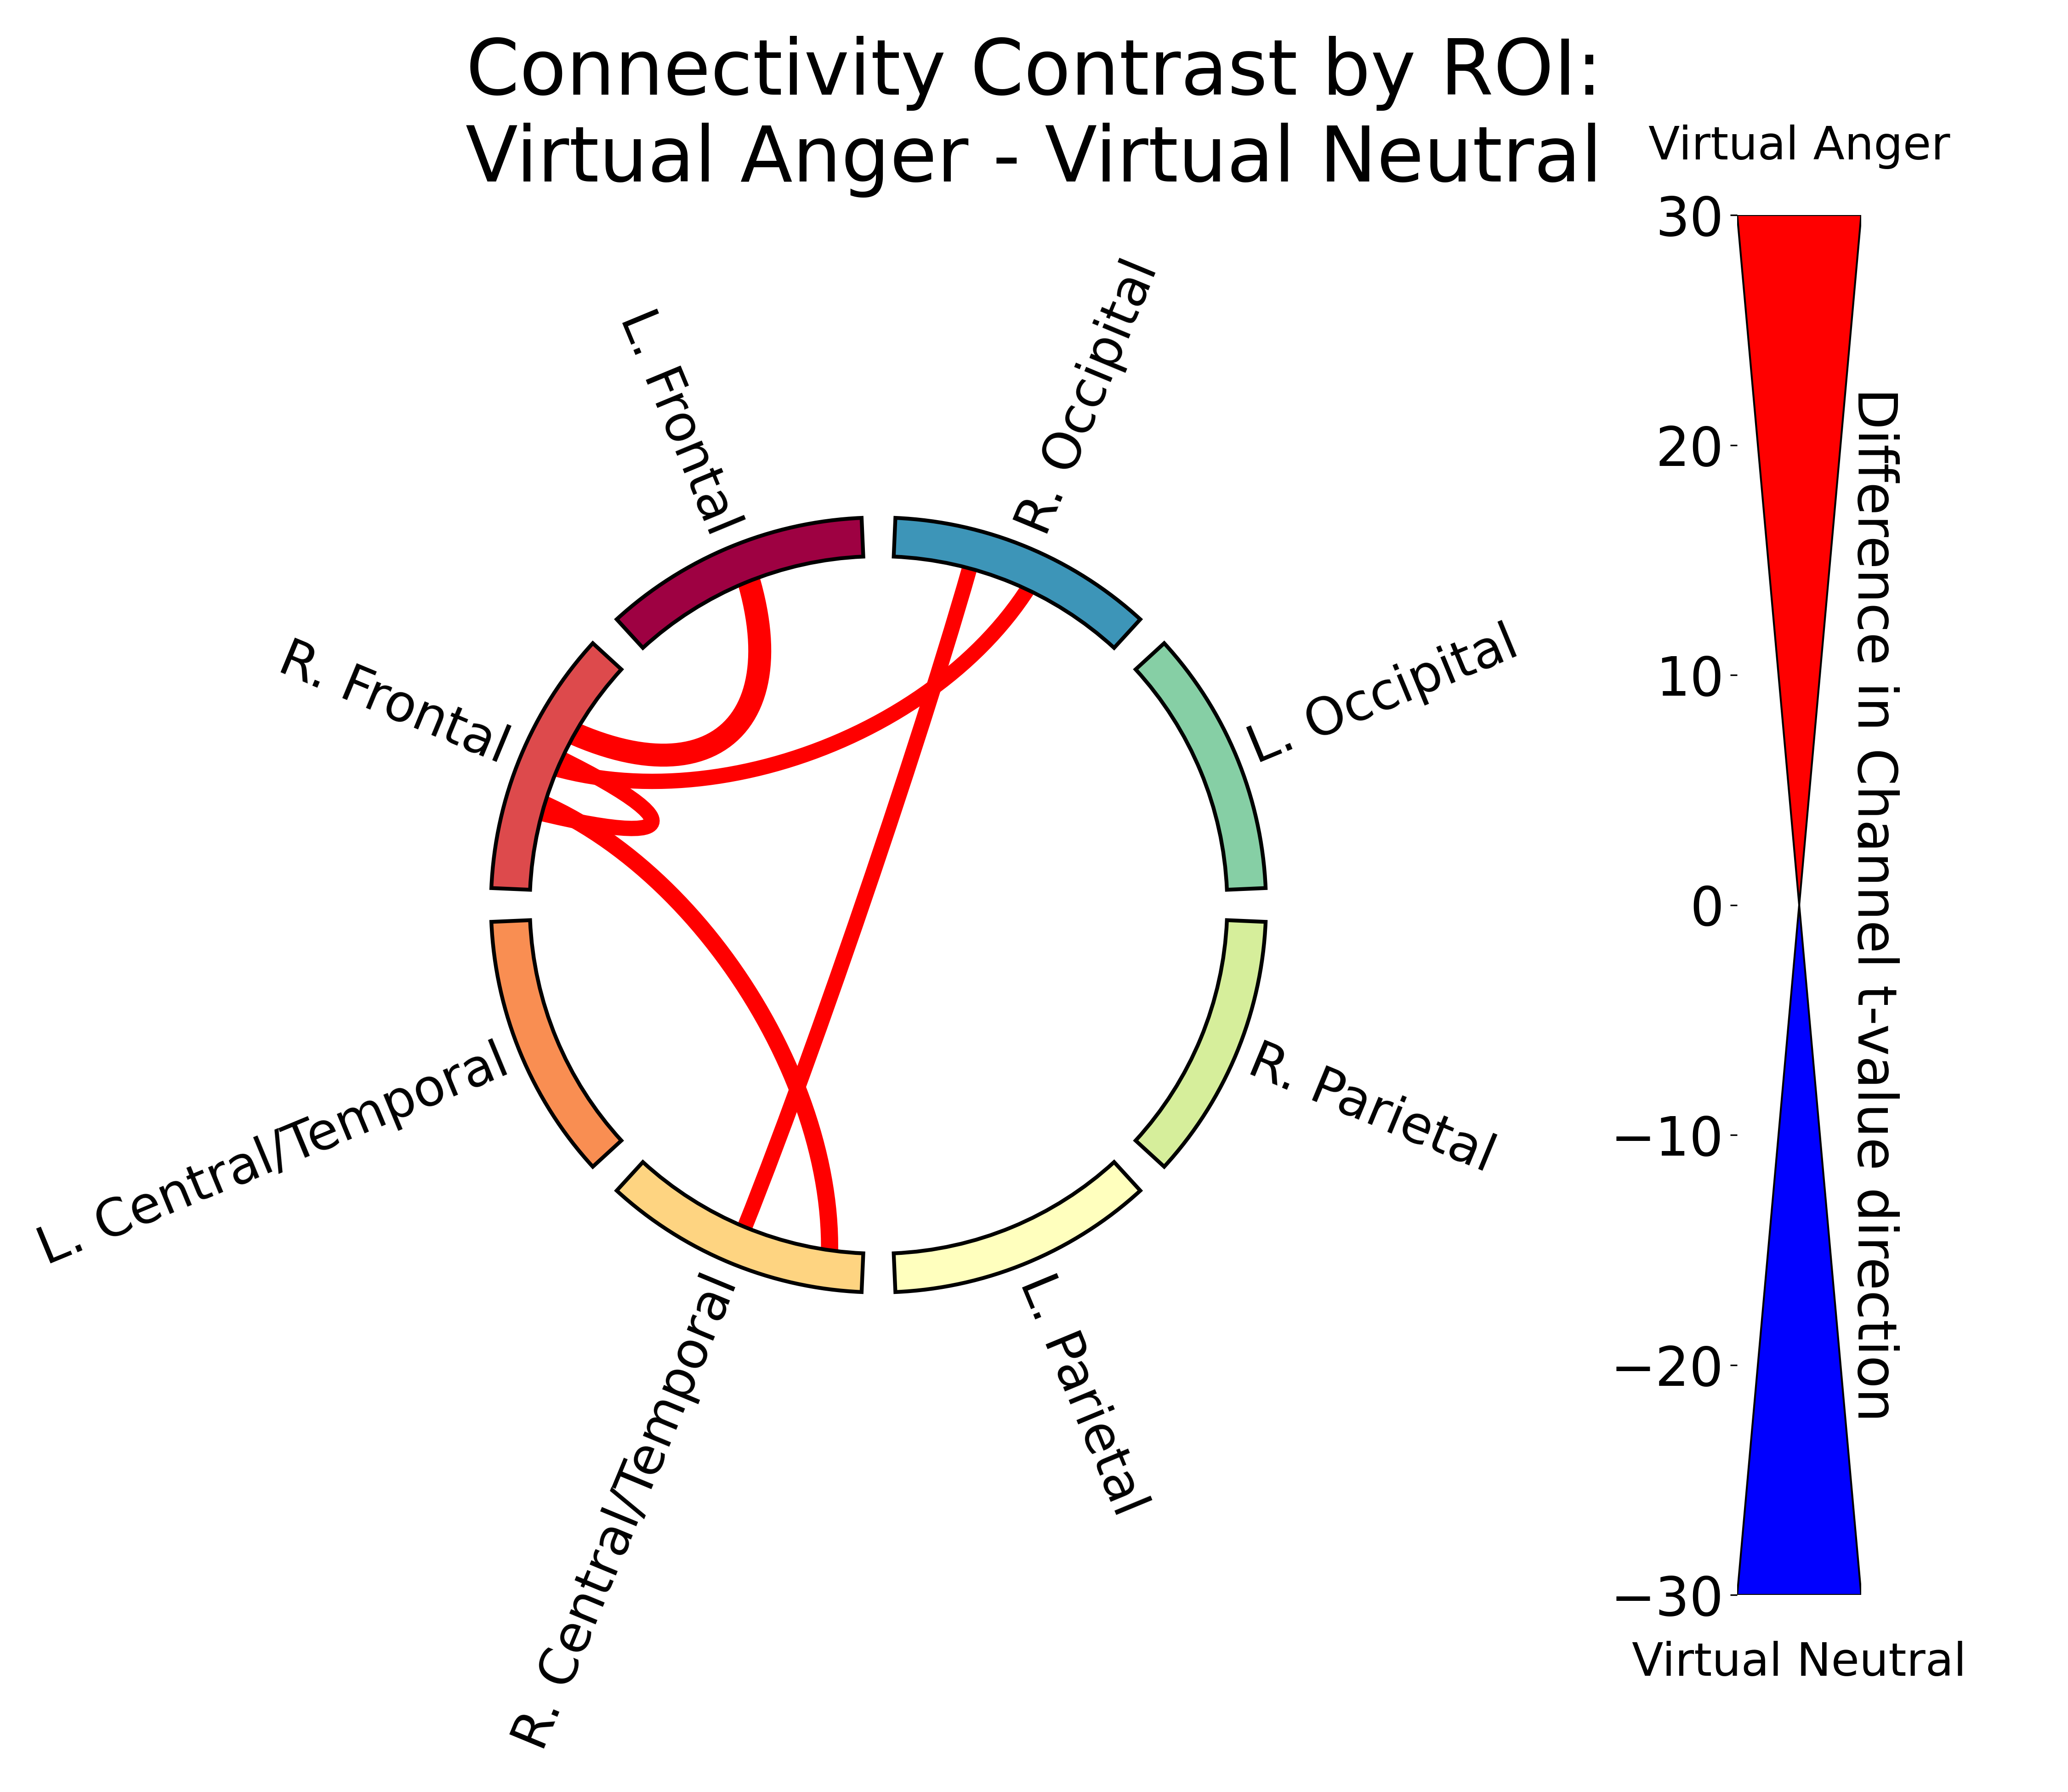 Connectivity Contrast by ROI:
Virtual Anger - Virtual Neutral
Virtual Anger
30
20
10
0
−10
−20
−30
Virtual Neutral
Difference in Channel t-value direction
L. Frontal
R. Occipital
R. Frontal
L. Occipital
L. Central/Temporal
R. Parietal
R. Central/Temporal
L. Parietal